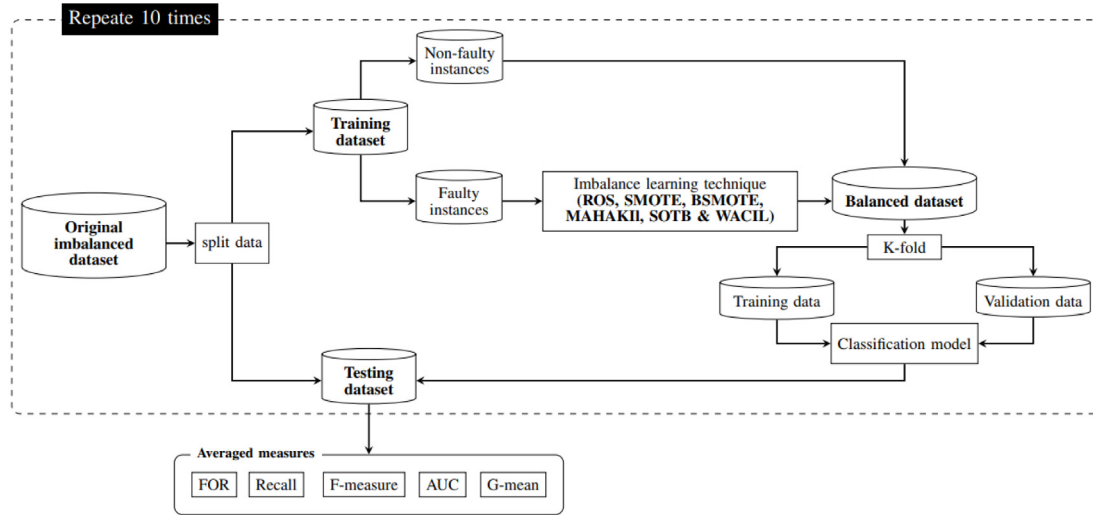 Repeate 10 times
Non-faulty
instances
Training
dataset
Faulty
instances
Imbalance learning technique
(ROS, SMOTE, BSMOTE,
MAHAKII, SOTB & WACIL)
Balanced dataset
Original
imbalanced
dataset
split data
K-fold
Training data
Validation data
Classification model
Testing
dataset
Averaged measures
FOR
Recall
F-measure
AUC
G-mean